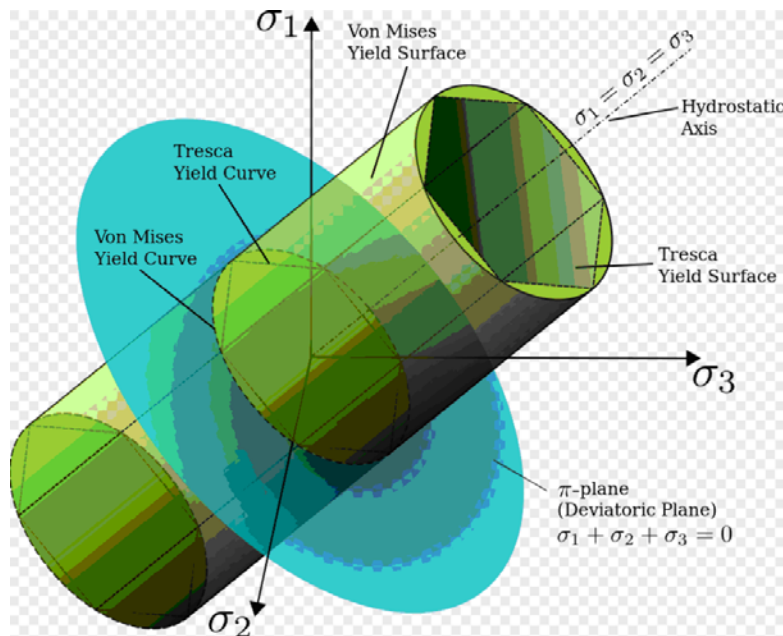 σ₁
Von Mises
Yield Surface
σ₁ = σ₂ = σ₃
Hydrostatic
Axis
Tresca
Yield Curve
Von Mises
Yield Curve
Tresca
Yield Surface
σ₃
π-plane
(Deviatoric Plane)
σ₁ + σ₂ + σ₃ = 0
σ₂